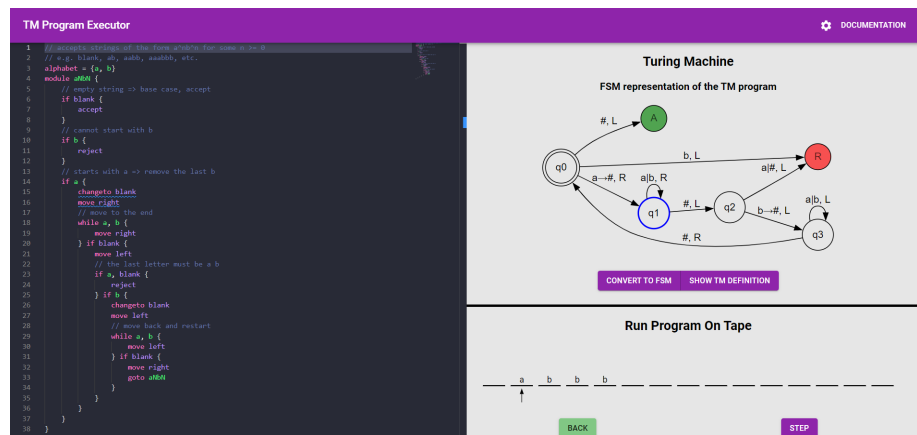 TM Program Executor
DOCUMENTATION
1 // accepts strings of the form a^nb^n for some n >= 0
2 // e.g. blank, ab, aabb, aaabbb, etc.
3 alphabet = {a, b}
4 module aNbN {
5 // empty string => base case, accept
6 if blank {
7 accept
8 }
9 // cannot start with b
10 if b {
11 reject
12 }
13 // starts with a => remove the last b
14 if a {
15 changeto blank
16 move right
17 // move to the end
18 while a, b {
19 move right
20 } if blank {
21 move left
22 // the last letter must be a b
23 if a, blank {
24 reject
25 } if b {
26 changeto blank
27 move left
28 // move back and restart
29 while a, b {
30 move left
31 } if blank {
32 move right
33 goto aNbN
34 }
35 }
36 }
37 }
38 }
Turing Machine
FSM representation of the TM program
#, L
A
b, L
R
q0
a→#, R
a|b, R
a|#, L
q1
#, L
q2
b→#, L
a|b, L
q3
#, R
CONVERT TO FSM
SHOW TM DEFINITION
Run Program On Tape
a b b b
BACK
STEP